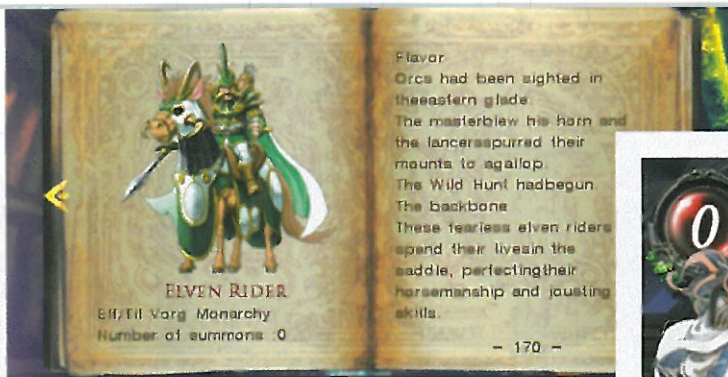 ELVEN RIDER
Elf/Til Vorg Monarchy
Number of summons :0
Flavor
Orcs had been sighted in
theeastern glade.
The masterblew his horn and
the lancersspurred their
mounts to agallop.
The Wild Hunt hadbegun.
The backbone
These fearless elven riders
spend their livesin the
saddle, perfectingtheir
horsemanship and jousting
skills.
- 170 -
0